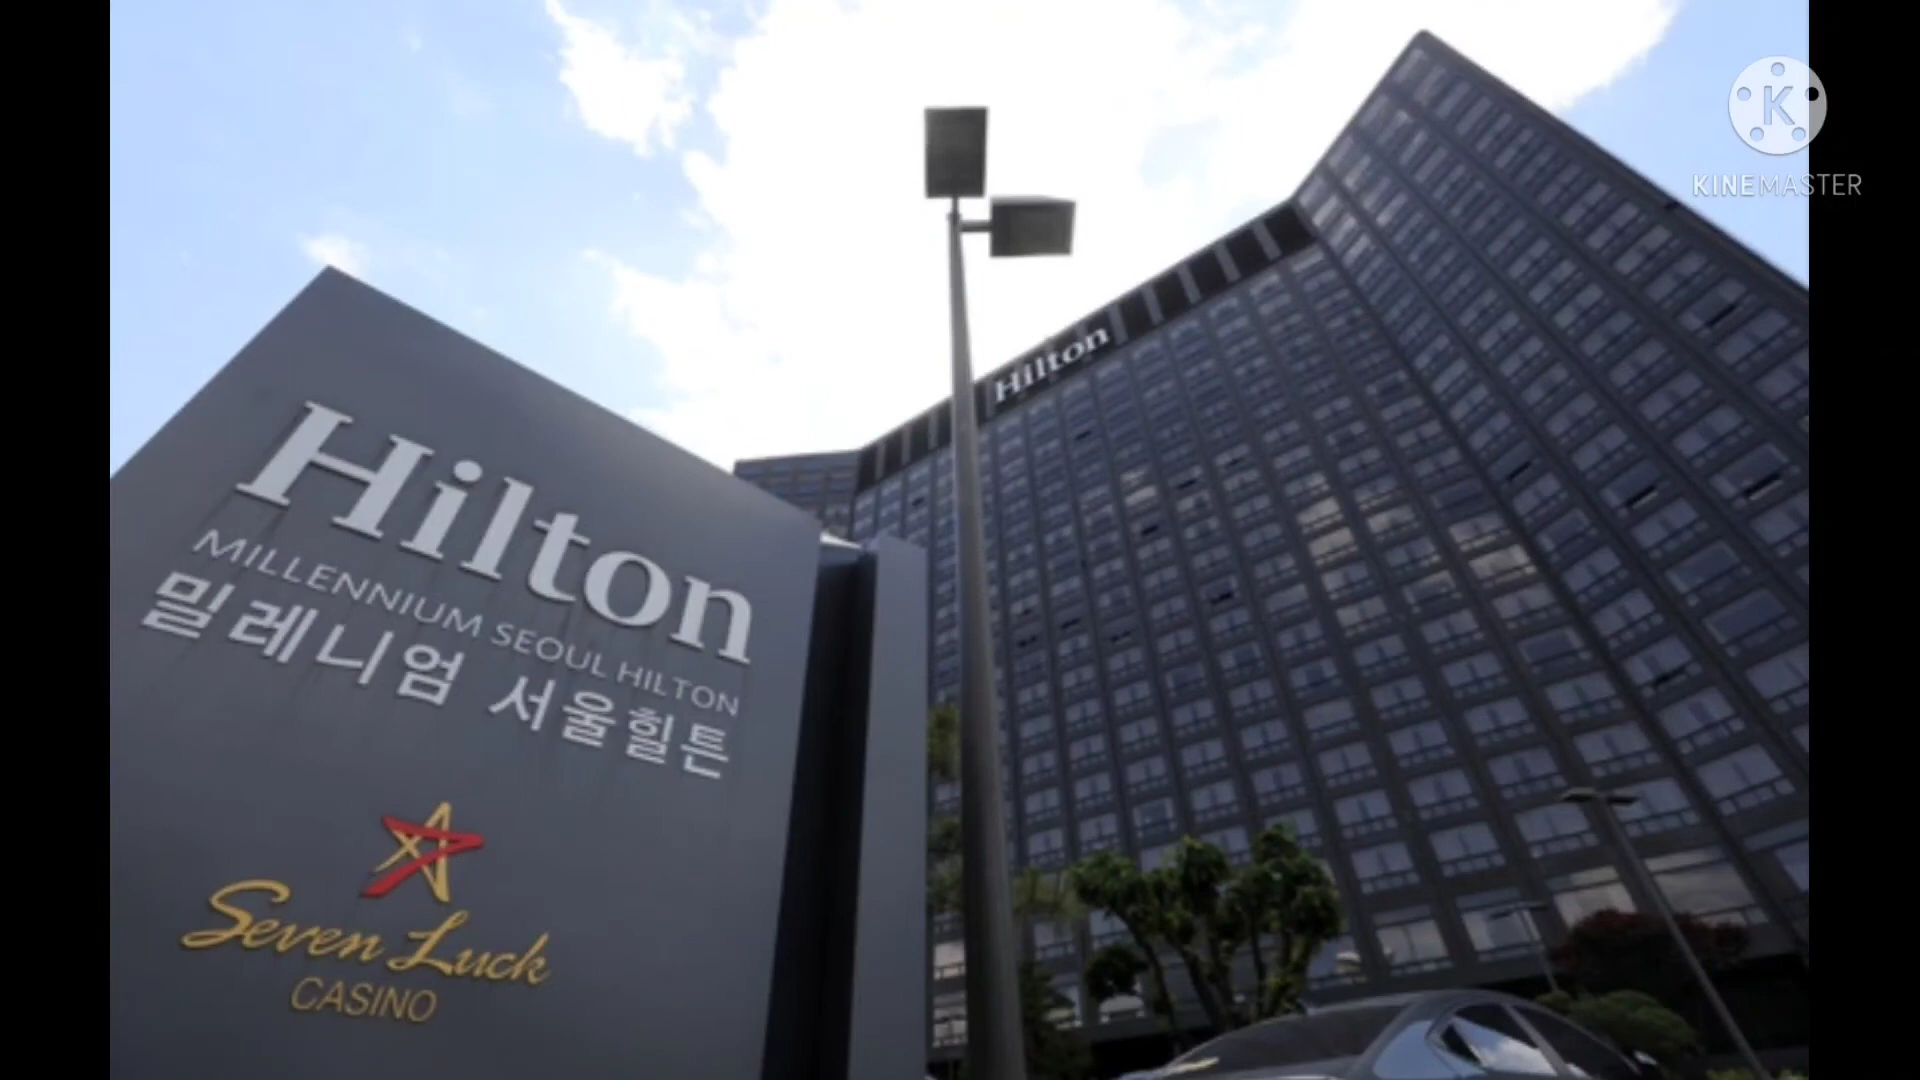 Hilton
MILLENNIUM SEOUL HILTON
밀레니엄 서울힐튼
Seven Luck
CASINO
Hilton
K
KINEMASTER